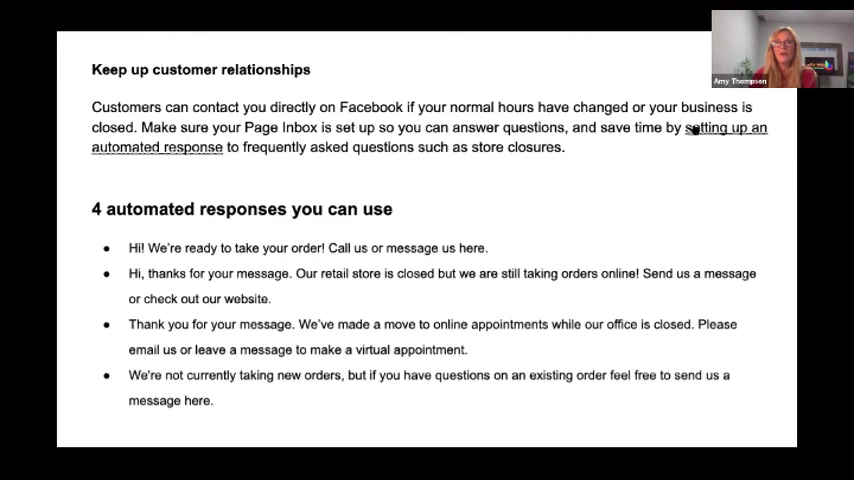 Keep up customer relationships
Customers can contact you directly on Facebook if your normal hours have changed or your business is
closed. Make sure your Page Inbox is set up so you can answer questions, and save time by setting up an
automated response to frequently asked questions such as store closures.
4 automated responses you can use
● Hi! We're ready to take your order! Call us or message us here.
● Hi, thanks for your message. Our retail store is closed but we are still taking orders online! Send us a message
or check out our website.
● Thank you for your message. We've made a move to online appointments while our office is closed. Please
email us or leave a message to make a virtual appointment.
● We're not currently taking new orders, but if you have questions on an existing order feel free to send us a
message here.
Amy Thompson